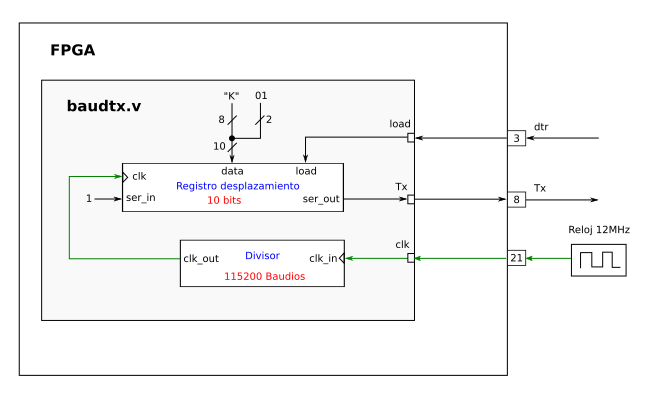 FPGA
baudtx.v
"K" 01
8 2
10
load
3
dtr
data
load
clk
Registro desplazamiento
10 bits
1
ser_in
ser_out
Tx
8
Tx
Reloj 12MHz
clk
21
clk_out
Divisor
clk_in
115200 Baudios